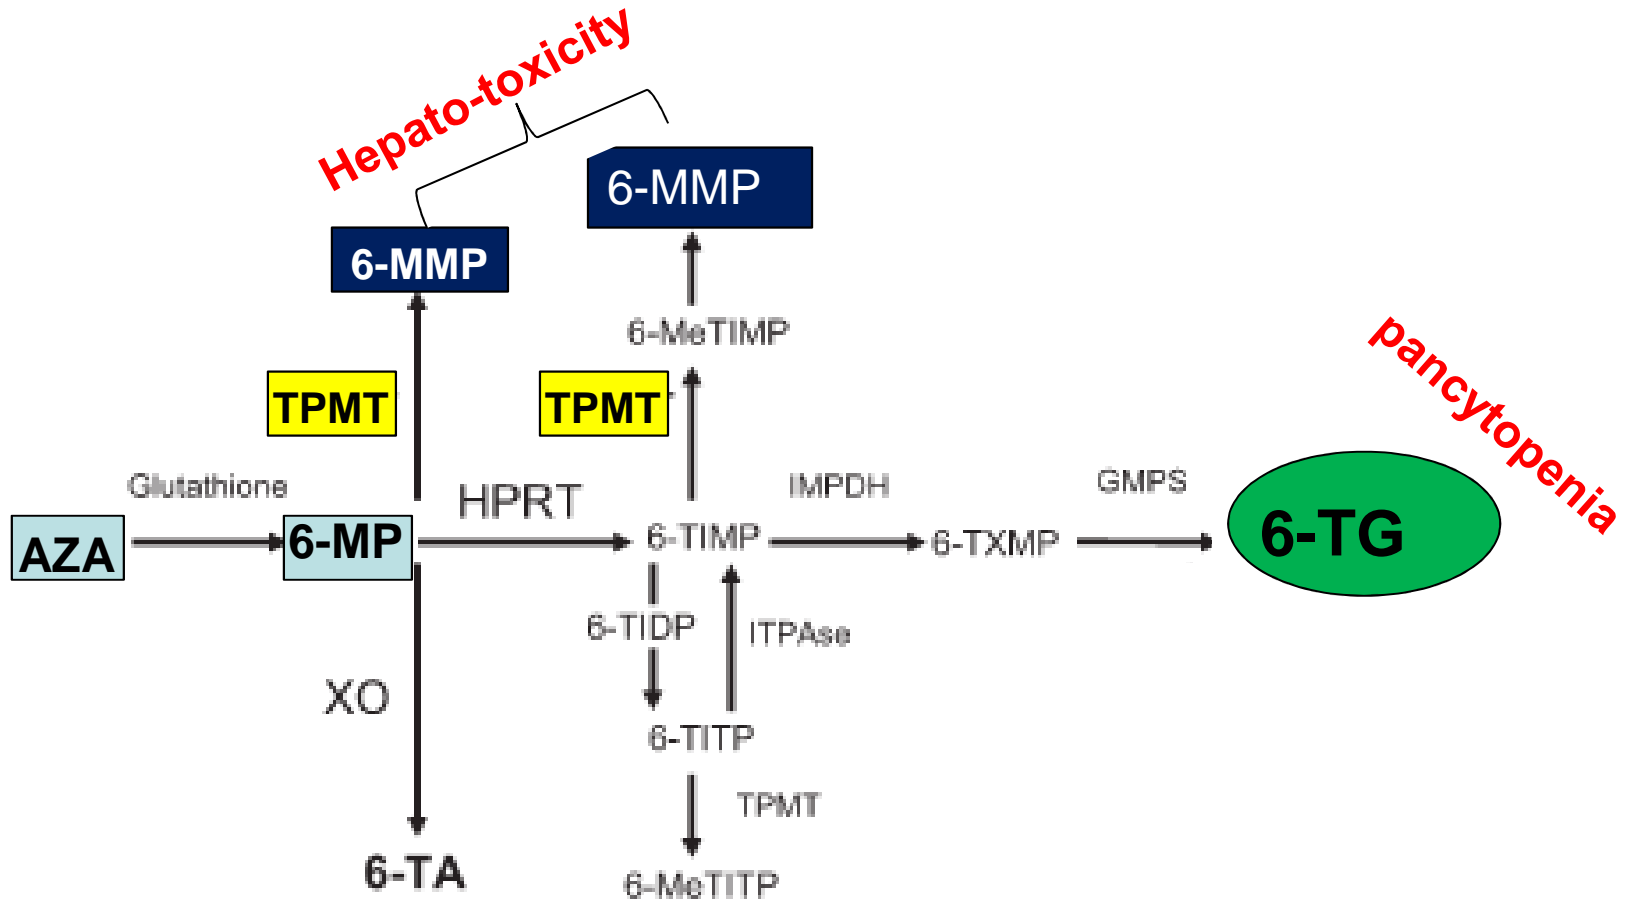 Hepato-toxicity
6-MMP
6-MMP
6-MeTIMP
pancytopenia
TPMT
TPMT
Glutathione
HPRT
IMPDH
GMPS
AZA
6-MP
6-TIMP
6-TXMP
6-TG
6-TIDP
ITPAse
XO
6-TITP
TPMT
6-TA
6-MeTITP